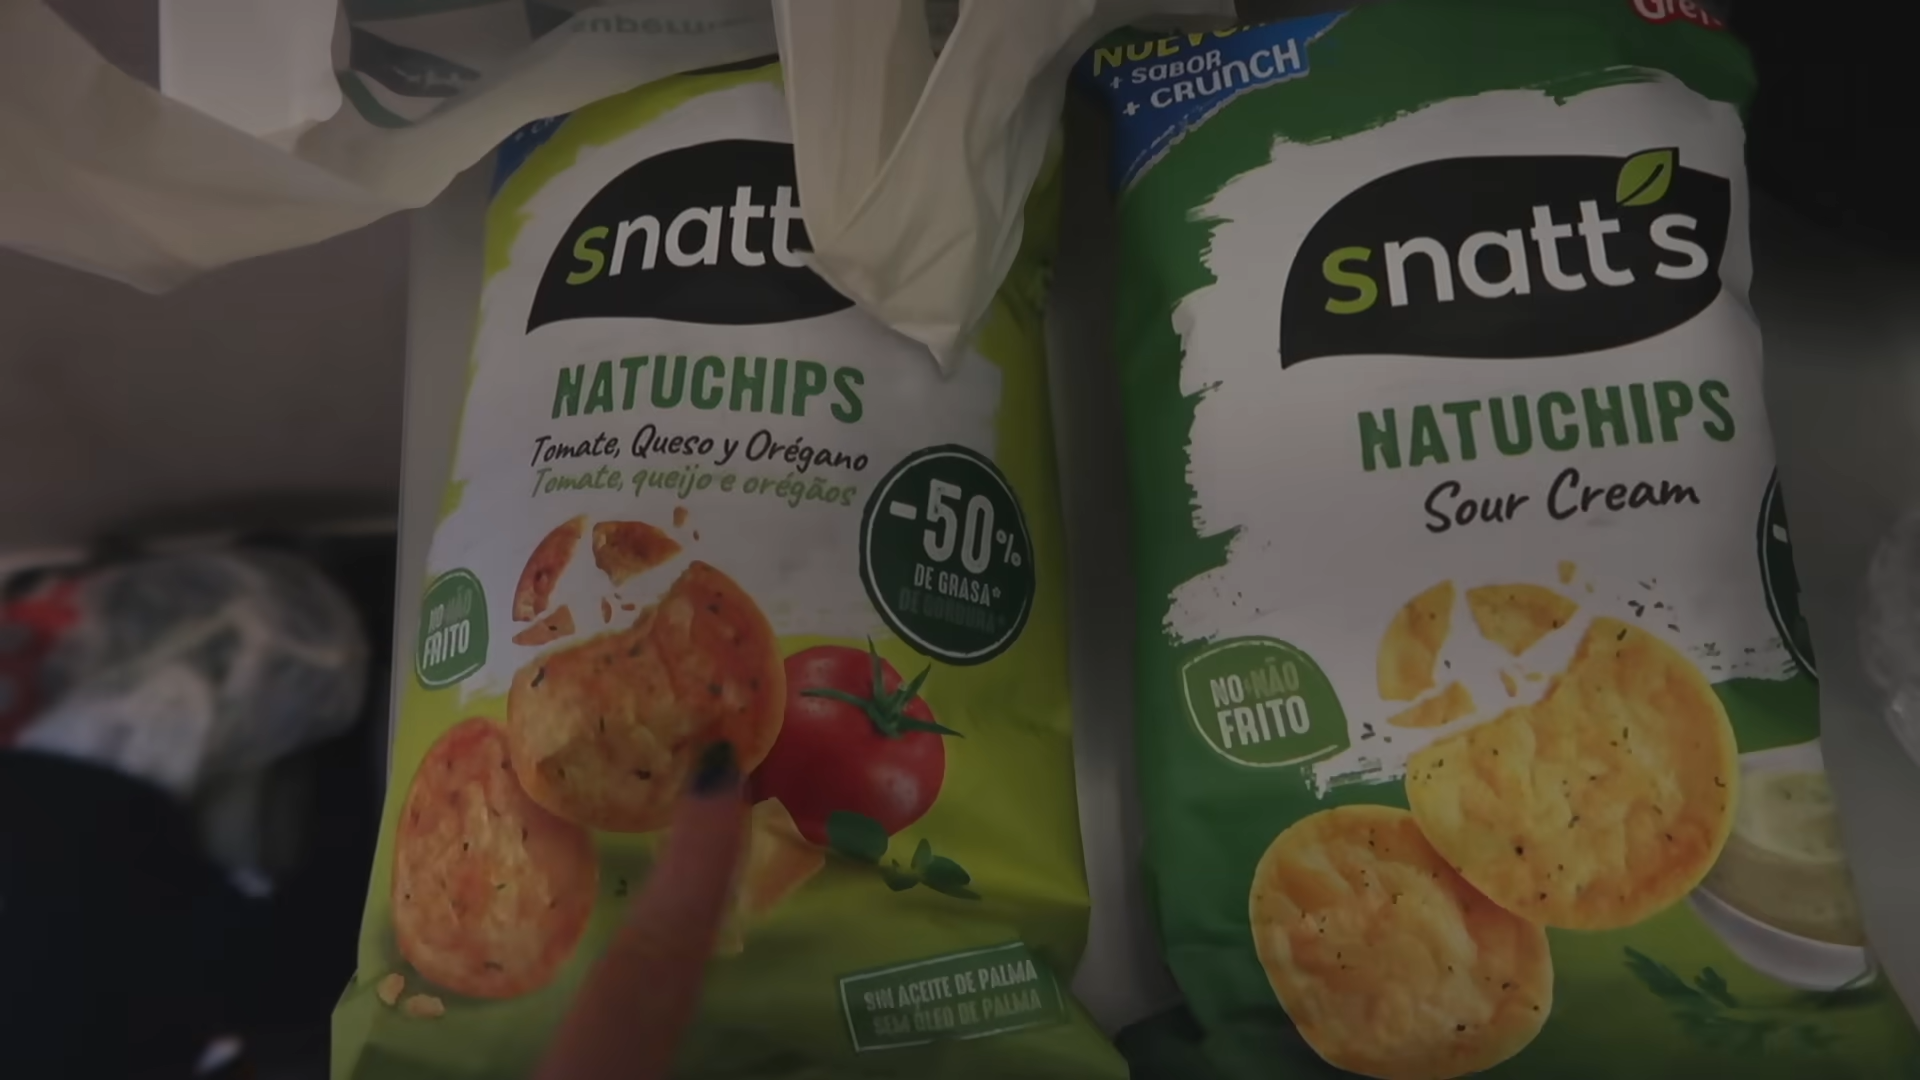 snatt
NATUCHIPS
Tomate, Queso y Orégano
Tomate, queijo e orégãos
-50%
DE GRASA*
DE GORDURA*
NO NÃO
FRITO
SIN ACEITE DE PALMA
SEM ÓLEO DE PALMA
NUEVO
+ SABOR
+ CRUNCH
snatt's
NATUCHIPS
Sour Cream
NO NÃO
FRITO